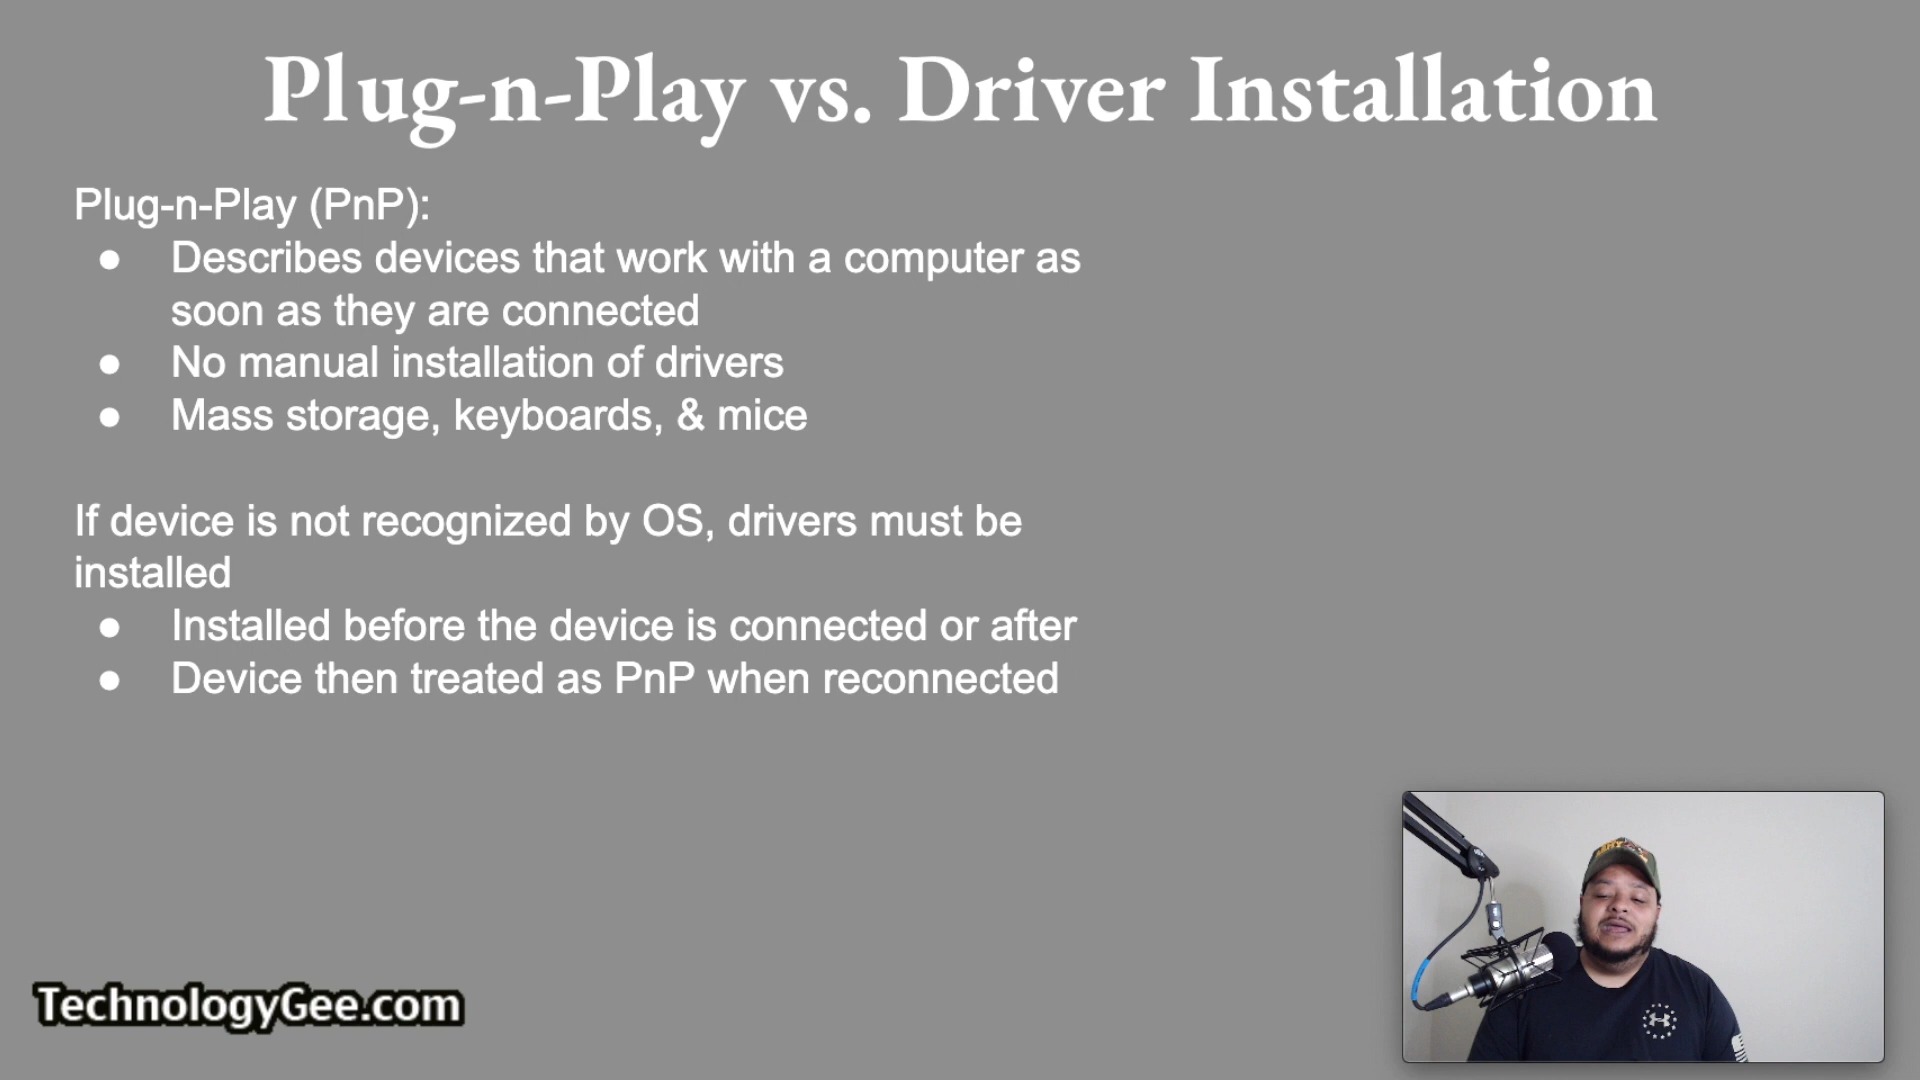 Plug-n-Play vs. Driver Installation
Plug-n-Play (PnP):
● Describes devices that work with a computer as
soon as they are connected
● No manual installation of drivers
● Mass storage, keyboards, & mice
If device is not recognized by OS, drivers must be
installed
● Installed before the device is connected or after
● Device then treated as PnP when reconnected
TechnologyGee.com